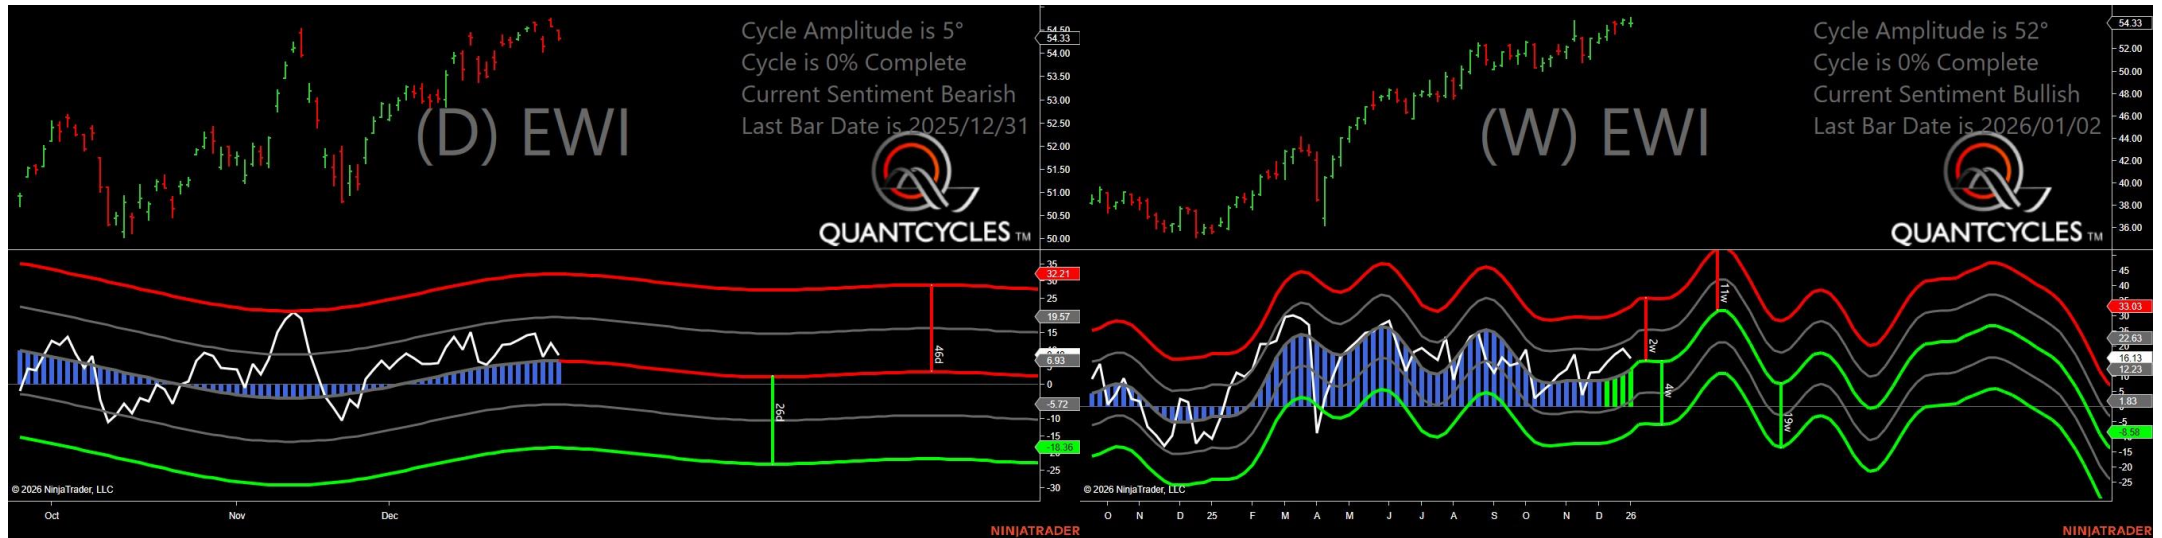 Cycle Amplitude is 5°
Cycle is 0% Complete
Current Sentiment Bearish
Last Bar Date is 2025/12/31
(D) EWI
QUANTCYCLES TM
54.50
54.33
54.00
53.50
53.00
52.50
52.00
51.50
51.00
50.50
50.00
35
32.21
30
25
19.57
15
6.93
0
-5.72
-10
-15
-18.36
-25
-30
46d
26d
© 2026 NinjaTrader, LLC
Oct Nov Dec
NINJATRADER
Cycle Amplitude is 52°
Cycle is 0% Complete
Current Sentiment Bullish
Last Bar Date is 2026/01/02
(W) EWI
QUANTCYCLES TM
54.33
52.00
50.00
48.00
46.00
44.00
42.00
40.00
38.00
36.00
45
40
33.03
30
22.63
20
16.13
12.23
1.83
-5
-8.58
-15
-20
-25
11w
2w
4w
19w
© 2026 NinjaTrader, LLC
O N D 25 F M A M J J A S O N D 26
NINJATRADER